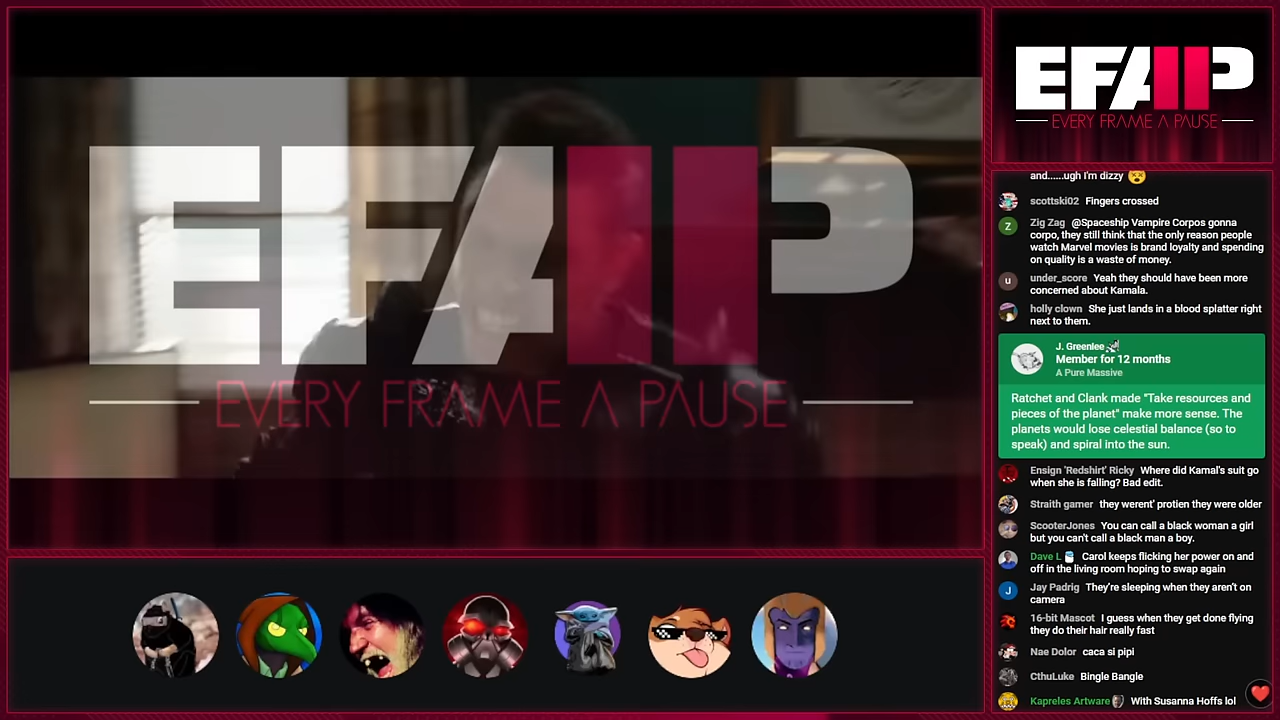 EFAP
EVERY FRAME A PAUSE
EFAP
EVERY FRAME A PAUSE
and......ugh I'm dizzy 😵
scottski02 Fingers crossed
Z
Zig Zag @Spaceship Vampire Corpos gonna
corpo, they still think that the only reason people
watch Marvel movies is brand loyalty and spending
on quality is a waste of money.
u
under_score Yeah they should have been more
concerned about Kamala.
holly clown She just lands in a blood splatter right
next to them.
J. Greenlee
Member for 12 months
A Pure Massive
Ratchet and Clank made "Take resources and
pieces of the planet" make more sense. The
planets would lose celestial balance (so to
speak) and spiral into the sun.
Ensign 'Redshirt' Ricky Where did Kamal's suit go
when she is falling? Bad edit.
Straith gamer they werent' protien they were older
ScooterJones You can call a black woman a girl
but you can't call a black man a boy.
Dave L Carol keeps flicking her power on and
off in the living room hoping to swap again
J
Jay Padrig They're sleeping when they aren't on
camera
16-bit Mascot I guess when they get done flying
they do their hair really fast
Nae Dolor caca si pipi
CthuLuke Bingle Bangle
Kapreles Artware With Susanna Hoffs lol